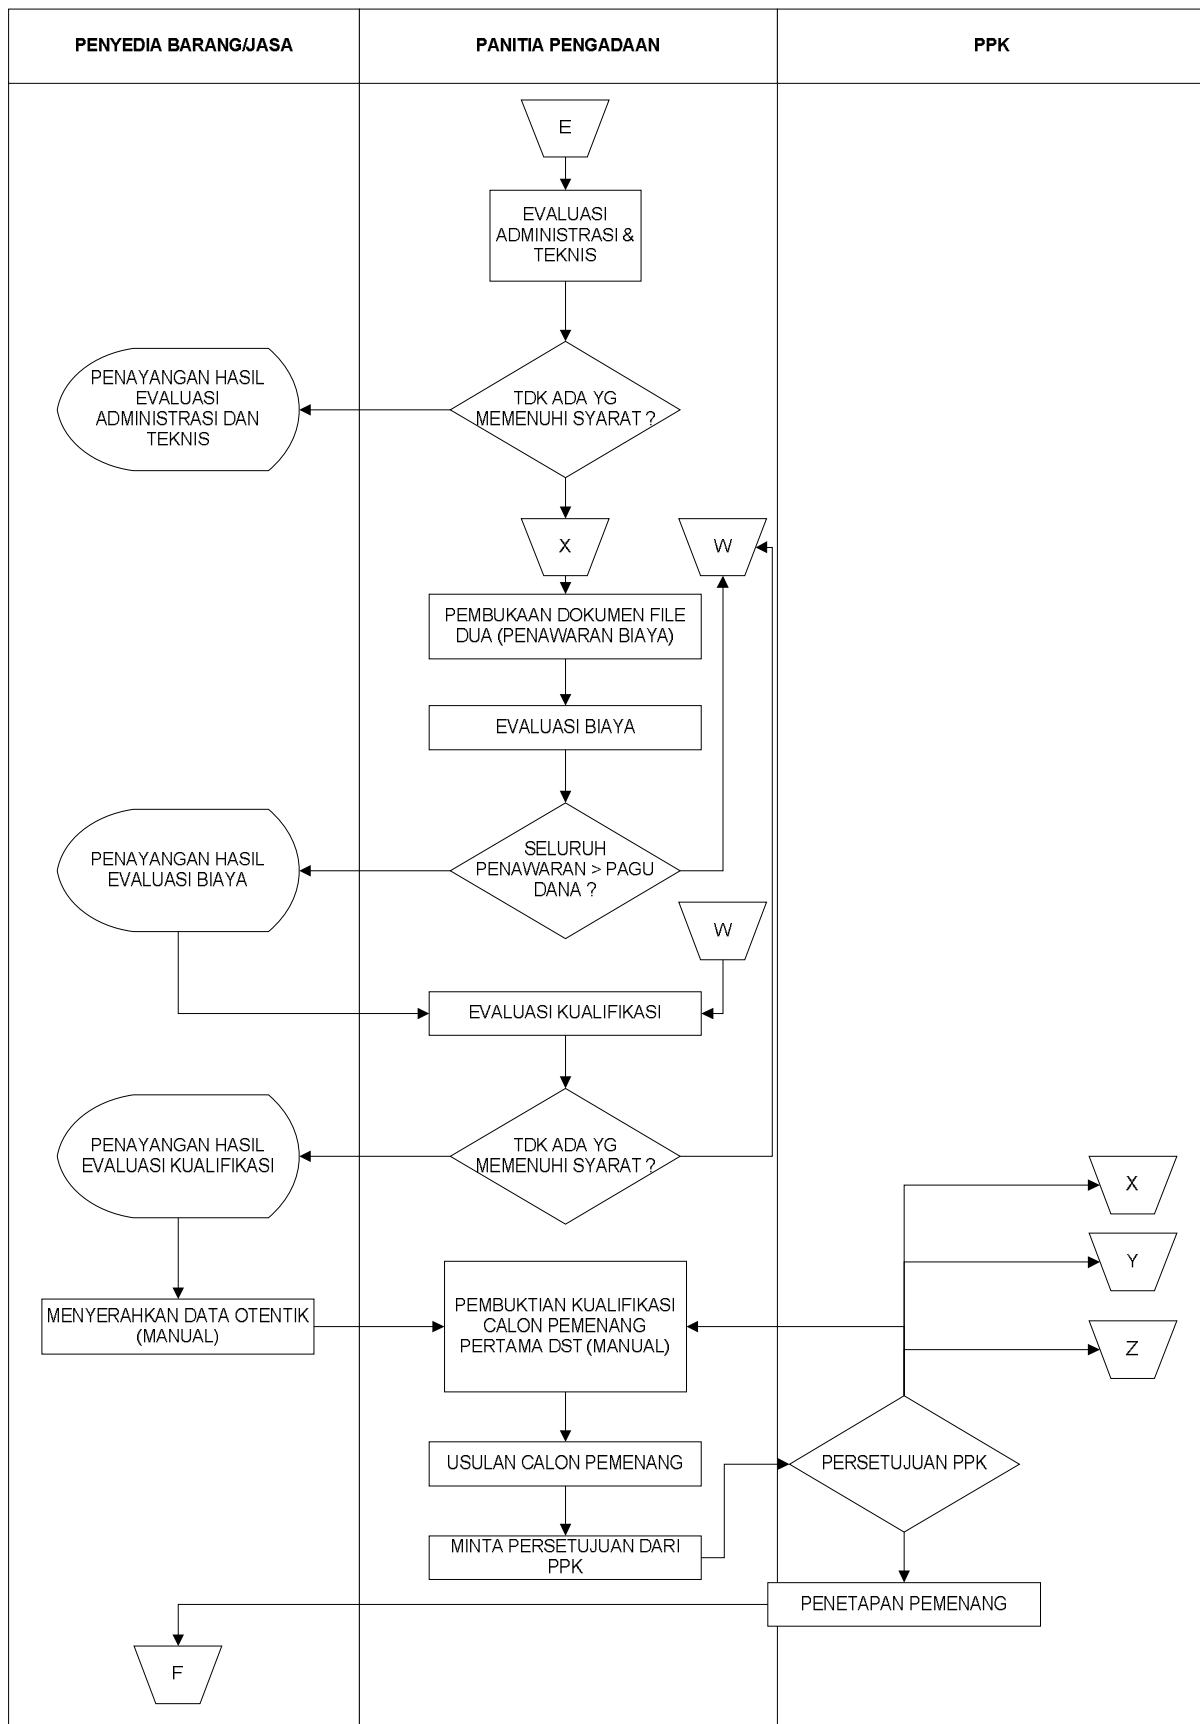 PENYEDIA BARANG/JASA
PANITIA PENGADAAN
PPK
E
EVALUASI
ADMINISTRASI &
TEKNIS
PENAYANGAN HASIL
EVALUASI
ADMINISTRASI DAN
TEKNIS
TDK ADA YG
MEMENUHI SYARAT ?
X
W
PEMBUKAAN DOKUMEN FILE
DUA (PENAWARAN BIAYA)
EVALUASI BIAYA
PENAYANGAN HASIL
EVALUASI BIAYA
SELURUH
PENAWARAN > PAGU
DANA ?
W
EVALUASI KUALIFIKASI
PENAYANGAN HASIL
EVALUASI KUALIFIKASI
TDK ADA YG
MEMENUHI SYARAT ?
X
Y
Z
MENYERAHKAN DATA OTENTIK
(MANUAL)
PEMBUKTIAN KUALIFIKASI
CALON PEMENANG
PERTAMA DST (MANUAL)
USULAN CALON PEMENANG
PERSETUJUAN PPK
MINTA PERSETUJUAN DARI
PPK
PENETAPAN PEMENANG
F